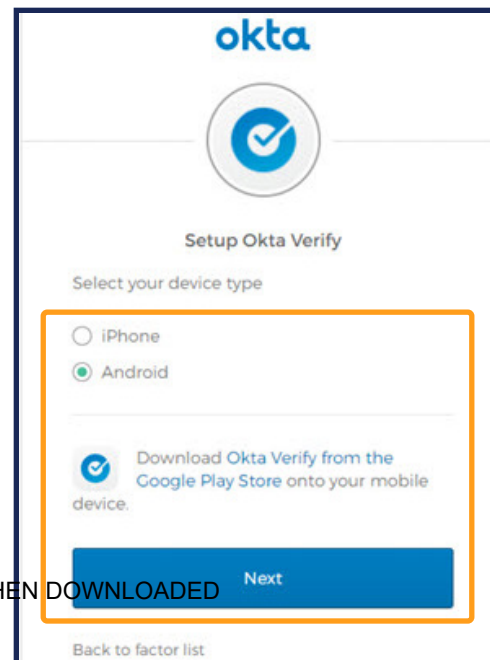 okta
Setup Okta Verify
Select your device type
iPhone
Android
Download Okta Verify from the
Google Play Store onto your mobile
device.
Next
DOWNLOADED
Back to factor list